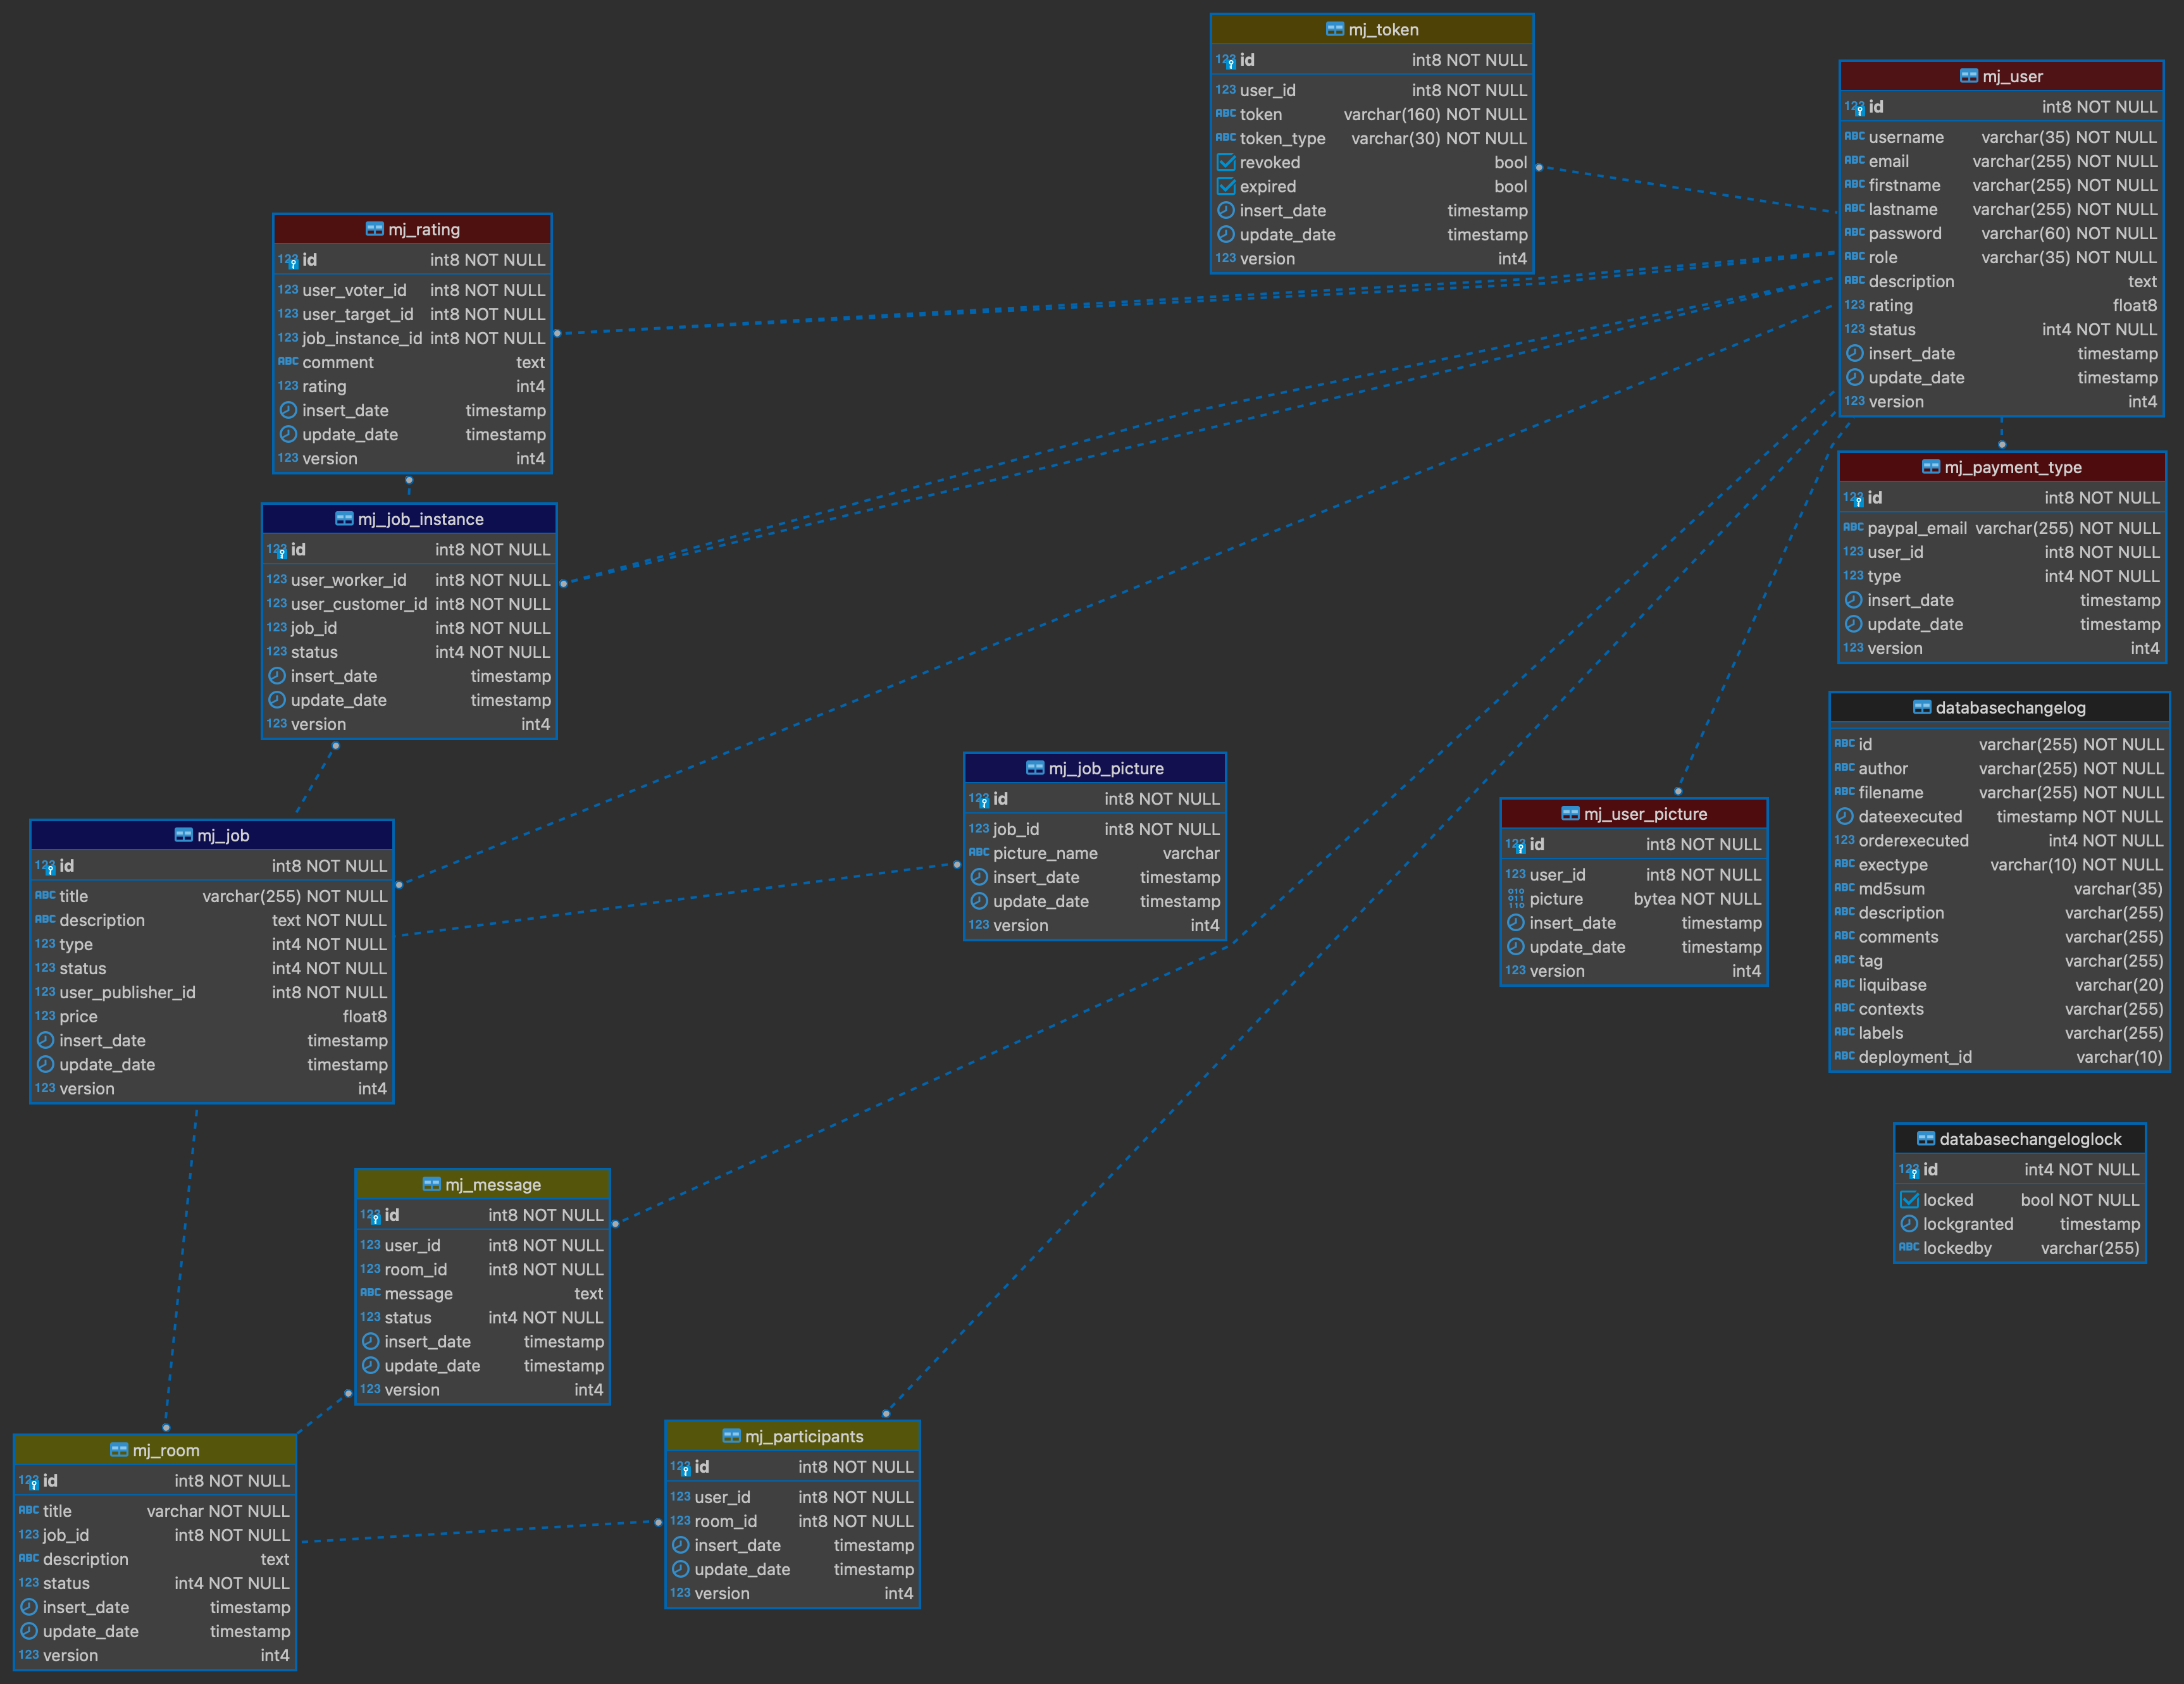 mj_token
id int8 NOT NULL
user_id int8 NOT NULL
token varchar(160) NOT NULL
token_type varchar(30) NOT NULL
revoked bool
expired bool
insert_date timestamp
update_date timestamp
version int4
mj_user
id int8 NOT NULL
username varchar(35) NOT NULL
email varchar(255) NOT NULL
firstname varchar(255) NOT NULL
lastname varchar(255) NOT NULL
password varchar(60) NOT NULL
role varchar(35) NOT NULL
description text
rating float8
status int4 NOT NULL
insert_date timestamp
update_date timestamp
version int4
mj_rating
id int8 NOT NULL
user_voter_id int8 NOT NULL
user_target_id int8 NOT NULL
job_instance_id int8 NOT NULL
comment text
rating int4
insert_date timestamp
update_date timestamp
version int4
mj_payment_type
id int8 NOT NULL
paypal_email varchar(255) NOT NULL
user_id int8 NOT NULL
type int4 NOT NULL
insert_date timestamp
update_date timestamp
version int4
mj_job_instance
id int8 NOT NULL
user_worker_id int8 NOT NULL
user_customer_id int8 NOT NULL
job_id int8 NOT NULL
status int4 NOT NULL
insert_date timestamp
update_date timestamp
version int4
databasechangelog
id varchar(255) NOT NULL
author varchar(255) NOT NULL
filename varchar(255) NOT NULL
dateexecuted timestamp NOT NULL
orderexecuted int4 NOT NULL
exectype varchar(10) NOT NULL
md5sum varchar(35)
description varchar(255)
comments varchar(255)
tag varchar(255)
liquibase varchar(20)
contexts varchar(255)
labels varchar(255)
deployment_id varchar(10)
mj_job_picture
id int8 NOT NULL
job_id int8 NOT NULL
picture_name varchar
insert_date timestamp
update_date timestamp
version int4
mj_user_picture
id int8 NOT NULL
user_id int8 NOT NULL
picture bytea NOT NULL
insert_date timestamp
update_date timestamp
version int4
mj_job
id int8 NOT NULL
title varchar(255) NOT NULL
description text NOT NULL
type int4 NOT NULL
status int4 NOT NULL
user_publisher_id int8 NOT NULL
price float8
insert_date timestamp
update_date timestamp
version int4
databasechangeloglock
id int4 NOT NULL
locked bool NOT NULL
lockgranted timestamp
lockedby varchar(255)
mj_message
id int8 NOT NULL
user_id int8 NOT NULL
room_id int8 NOT NULL
message text
status int4 NOT NULL
insert_date timestamp
update_date timestamp
version int4
mj_participants
id int8 NOT NULL
user_id int8 NOT NULL
room_id int8 NOT NULL
insert_date timestamp
update_date timestamp
version int4
mj_room
id int8 NOT NULL
title varchar NOT NULL
job_id int8 NOT NULL
description text
status int4 NOT NULL
insert_date timestamp
update_date timestamp
version int4